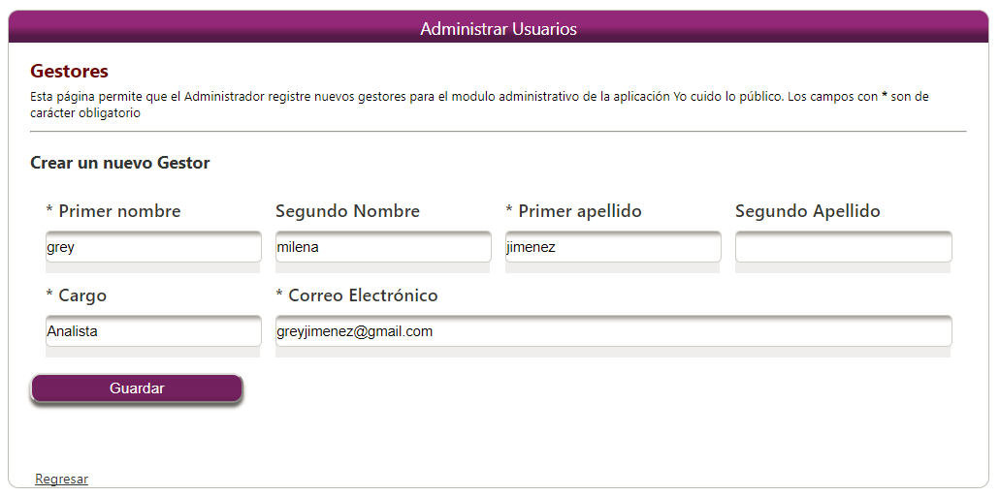 Administrar Usuarios
Gestores
Esta página permite que el Administrador registre nuevos gestores para el modulo administrativo de la aplicación Yo cuido lo público. Los campos con * son de
carácter obligatorio
Crear un nuevo Gestor
* Primer nombre Segundo Nombre * Primer apellido Segundo Apellido
grey milena jimenez
* Cargo * Correo Electrónico
Analista greyjimenez@gmail.com
Guardar
Regresar